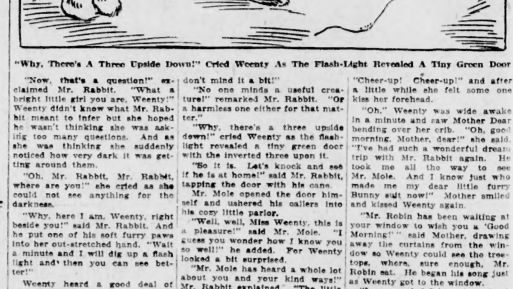 "Why, There's A Three Upside Down!" Cried Weenty As The Flash-Light Revealed A Tiny Green Door
"Now, that's a question!" ex-
claimed Mr. Rabbit. "What a
bright little girl you are, Weenty!"
Weenty didn't know what Mr. Rab-
bit meant to infer but she hoped
he wasn't thinking she was ask-
ing too many questions. And as
she was thinking she suddenly
noticed how very dark it was get-
ting around them.
"Oh, Mr. Rabbit, Mr. Rabbit,
where are you!" she cried as she
could not see anything for the
darkness.
"Why, here I am, Weenty, right
beside you!" said Mr. Rabbit. And
he put one of his soft furry paws
into her out-stretched hand. "Wait
a minute and I will dig up a flash
light and then you can see bet-
ter!"
Weenty heard a good deal of
don't mind it a bit!"
"No one minds a useful crea-
ture!" remarked Mr. Rabbit. "Or
a harmless one either for that mat-
ter."
"Why, there's a three upside
down!" cried Weenty as the flash-
light revealed a tiny green door
with the inverted three upon it.
"So it is. Let's knock and see
if he is at home!" said Mr. Rabbit,
tapping the door with his cane.
Mr. Mole opened the door him-
self and ushered his callers into
his cozy little parlor.
"Well, well, Miss Weenty, this is
a pleasure!" said Mr. Mole. "I
guess you wonder how I know you
so well!" he added. For Weenty
looked a bit surprised.
"Mr. Mole has heard a whole lot
about you and your kind ways!"
Mr. Rabbit explained. "The little
"Cheer-up! Cheer-up!" and after
a little while she felt some one
kiss her forehead.
"Oh," Weenty was wide awake
in a minute and saw Mother Dear
bending over her crib. "Oh, good
morning, Mother, dear!" she said.
"I've had such a wonderful dream
trip with Mr. Rabbit again. He
took me all the way to see
Mr. Mole. And I know just who
made my dear little furry
Bunny suit now!" Mother smiled
and kissed Weenty again.
"Mr. Robin has been waiting at
your window to wish you a 'Good
Morning!'" said Mother, drawing
away the curtains from the win-
dow so Weenty could see the tree-
tops, where, sure enough, Mr.
Robin sat. He began his song just
as Weenty got to the window.